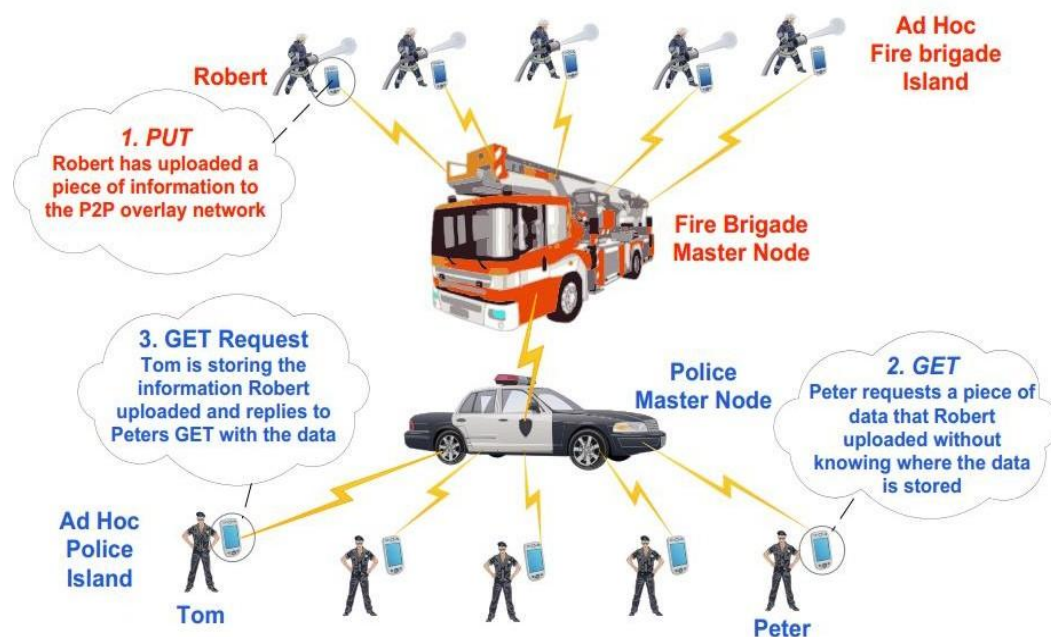 Ad Hoc
Fire brigade
Island
Robert
1. PUT
Robert has uploaded a
piece of information to
the P2P overlay network
Fire Brigade
Master Node
3. GET Request
Tom is storing the
information Robert
uploaded and replies to
Peters GET with the data
Police
Master Node
2. GET
Peter requests a piece of
data that Robert
uploaded without
knowing where the data
is stored
Ad Hoc
Police
Island
Tom
Peter